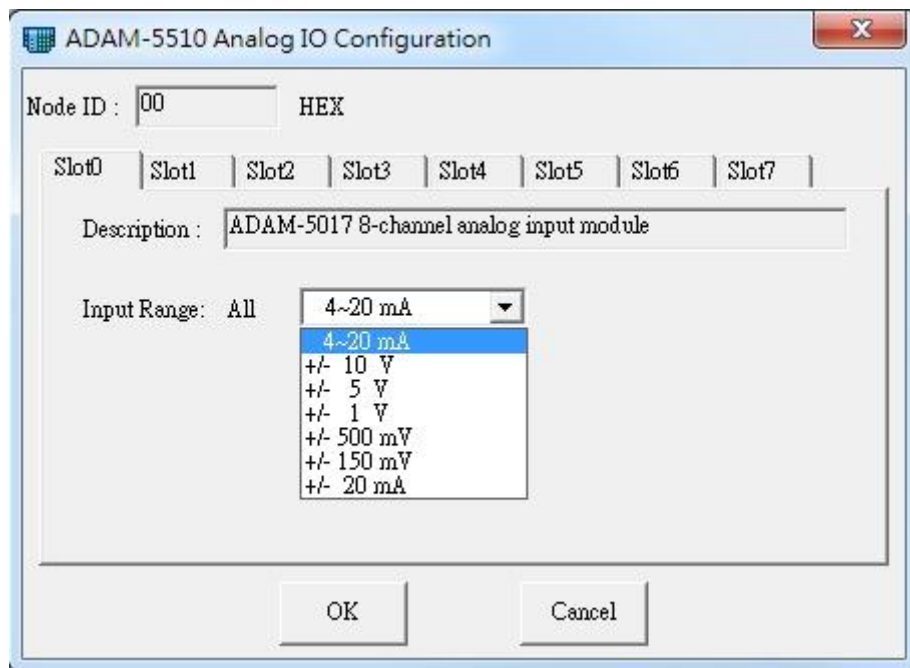 ADAM-5510 Analog IO Configuration
Node ID : 00 HEX
Slot0 Slot1 Slot2 Slot3 Slot4 Slot5 Slot6 Slot7
Description : ADAM-5017 8-channel analog input module
Input Range: All 4~20 mA
4~20 mA
+/- 10 V
+/- 5 V
+/- 1 V
+/- 500 mV
+/- 150 mV
+/- 20 mA
OK Cancel